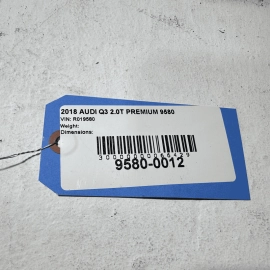 2018 AUDI Q3 2.0T PREMIUM 9580
VIN: R019580
Weight:
Dimensions:
9580-0012